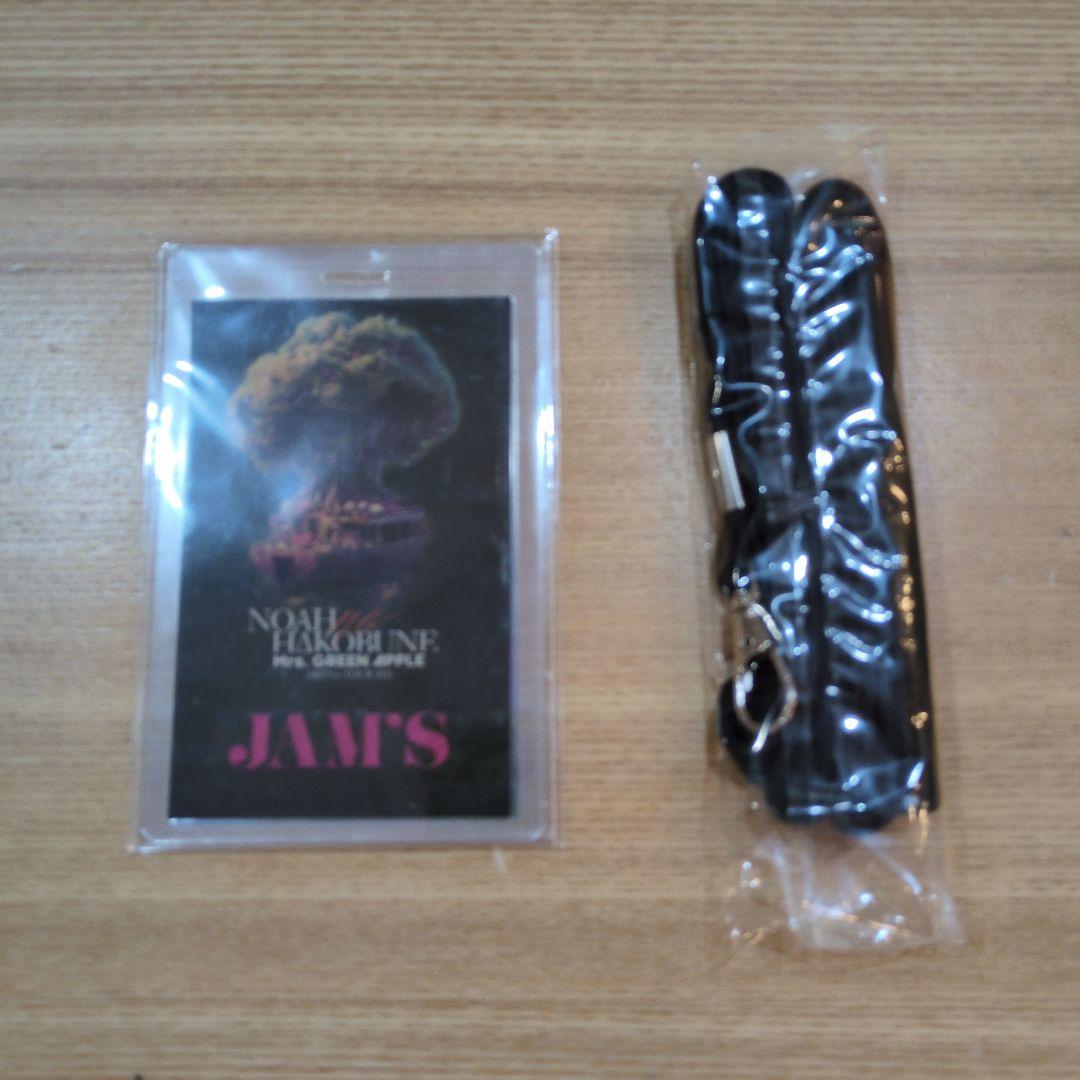 NOAH no
HAKOBUNE
Mrs. GREEN APPLE
JAM'S